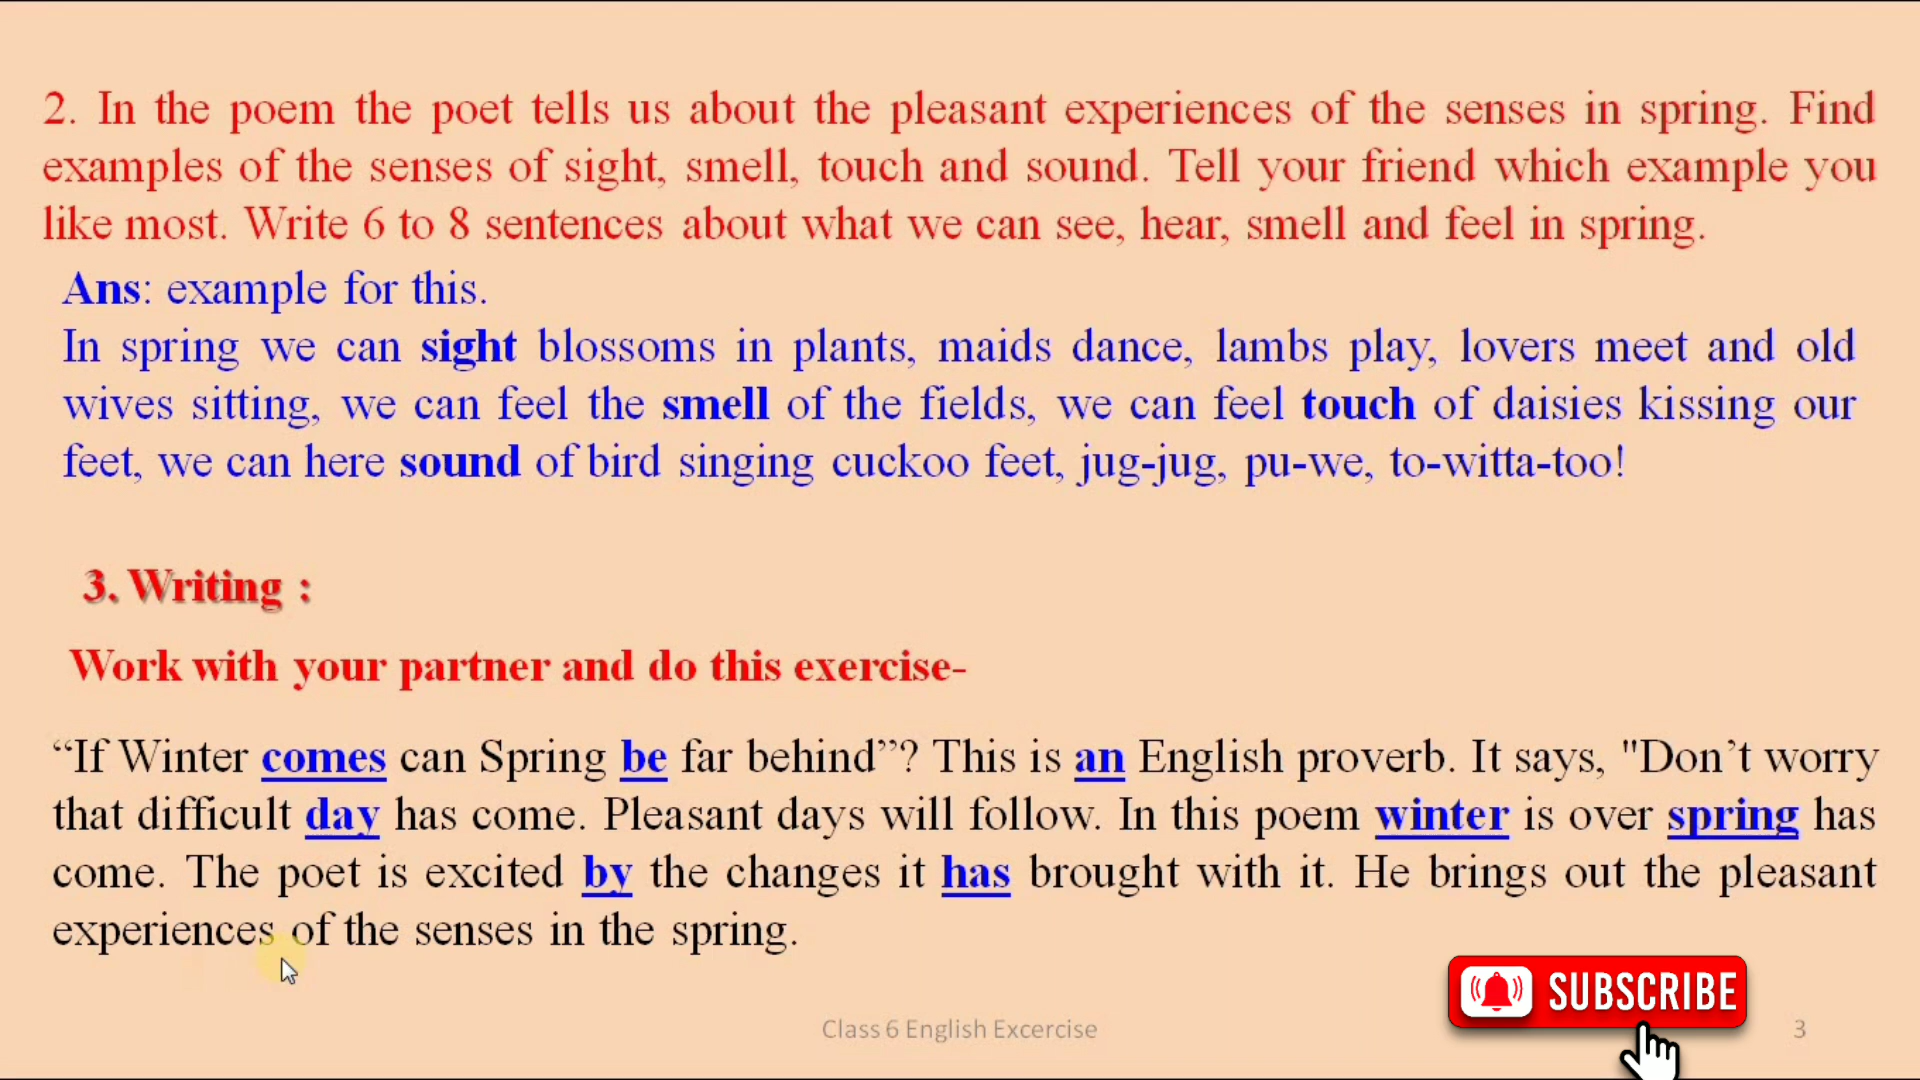 2. In the poem the poet tells us about the pleasant experiences of the senses in spring. Find
examples of the senses of sight, smell, touch and sound. Tell your friend which example you
like most. Write 6 to 8 sentences about what we can see, hear, smell and feel in spring.
Ans: example for this.
In spring we can sight blossoms in plants, maids dance, lambs play, lovers meet and old
wives sitting, we can feel the smell of the fields, we can feel touch of daisies kissing our
feet, we can here sound of bird singing cuckoo feet, jug-jug, pu-we, to-witta-too!
3. Writing :
Work with your partner and do this exercise-
“If Winter comes can Spring be far behind”? This is an English proverb. It says, "Don’t worry
that difficult day has come. Pleasant days will follow. In this poem winter is over spring has
come. The poet is excited by the changes it has brought with it. He brings out the pleasant
experiences of the senses in the spring.
SUBSCRIBE
Class 6 English Excercise
3